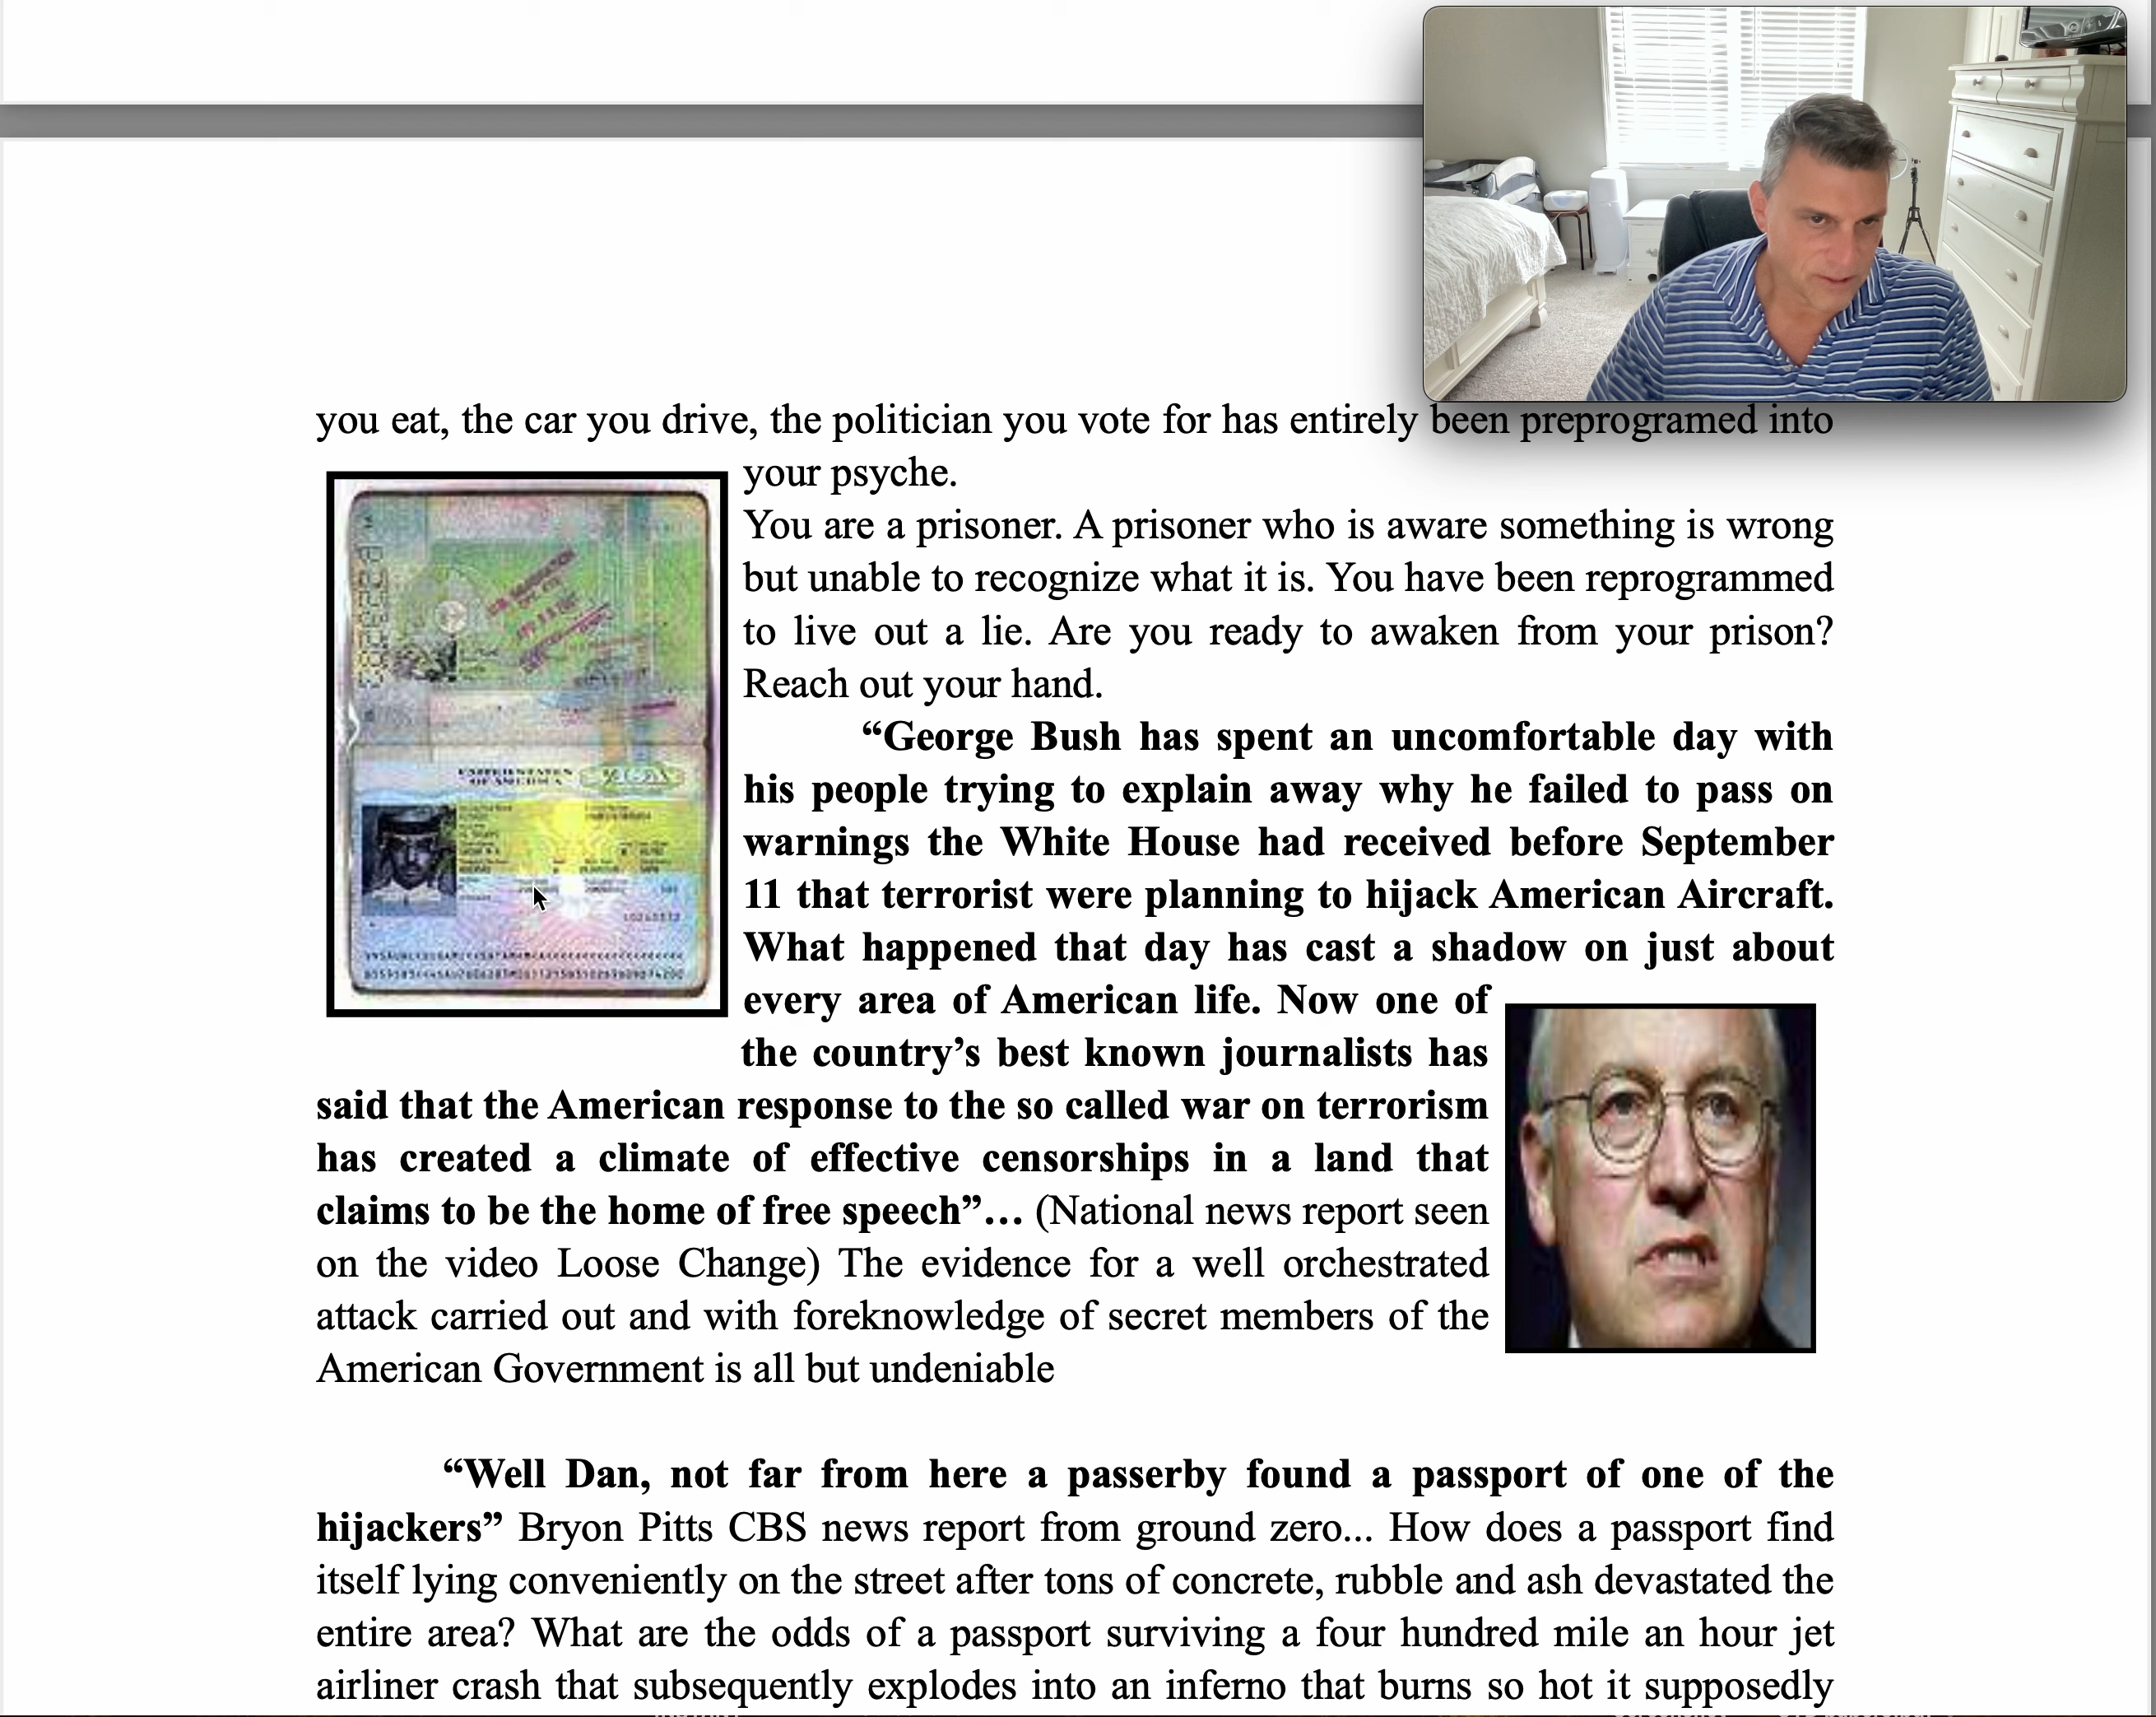 you eat, the car you drive, the politician you vote for has entirely been preprogramed into
your psyche.
You are a prisoner. A prisoner who is aware something is wrong
but unable to recognize what it is. You have been reprogrammed
to live out a lie. Are you ready to awaken from your prison?
Reach out your hand.
“George Bush has spent an uncomfortable day with
his people trying to explain away why he failed to pass on
warnings the White House had received before September
11 that terrorist were planning to hijack American Aircraft.
What happened that day has cast a shadow on just about
every area of American life. Now one of
the country’s best known journalists has
said that the American response to the so called war on terrorism
has created a climate of effective censorships in a land that
claims to be the home of free speech”… (National news report seen
on the video Loose Change) The evidence for a well orchestrated
attack carried out and with foreknowledge of secret members of the
American Government is all but undeniable
“Well Dan, not far from here a passerby found a passport of one of the
hijackers” Bryon Pitts CBS news report from ground zero... How does a passport find
itself lying conveniently on the street after tons of concrete, rubble and ash devastated the
entire area? What are the odds of a passport surviving a four hundred mile an hour jet
airliner crash that subsequently explodes into an inferno that burns so hot it supposedly
UNITED STATES
OF AMERICA
VISA